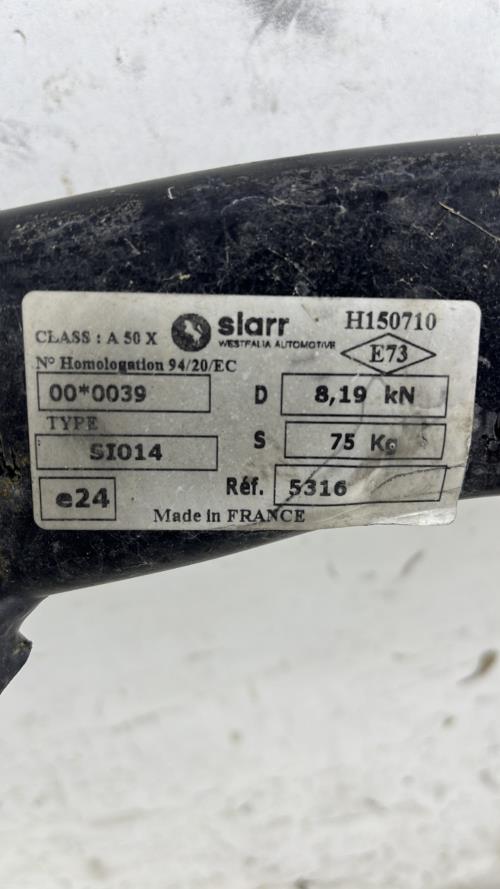 CLASS : A 50 X
siarr
WESTFALIA AUTOMOTIVE
H150710
E73
Nº Homologation 94/20/EC
00*0039
D 8,19 kN
TYPE
SI014
S 75 Kg
e24
Réf. 5316
Made in FRANCE